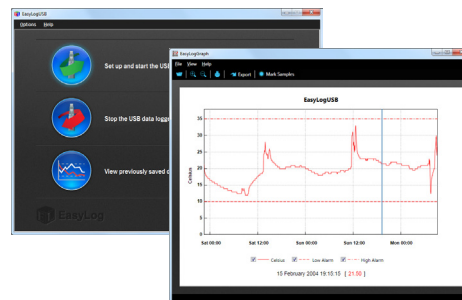 EasyLogUSB
Options Help
Set up and start the USB
Stop the USB data logge
View previously saved d
EasyLog
EasyLogGraph
File View Help
Export Mark Samples
EasyLogUSB
Celsius
35
30
25
20
15
10
5
0
Sat 00:00 Sat 12:00 Sun 00:00 Sun 12:00 Mon 00:00
Celsius Low Alarm High Alarm
15 February 2004 19:15:15 [ 21.50 ]